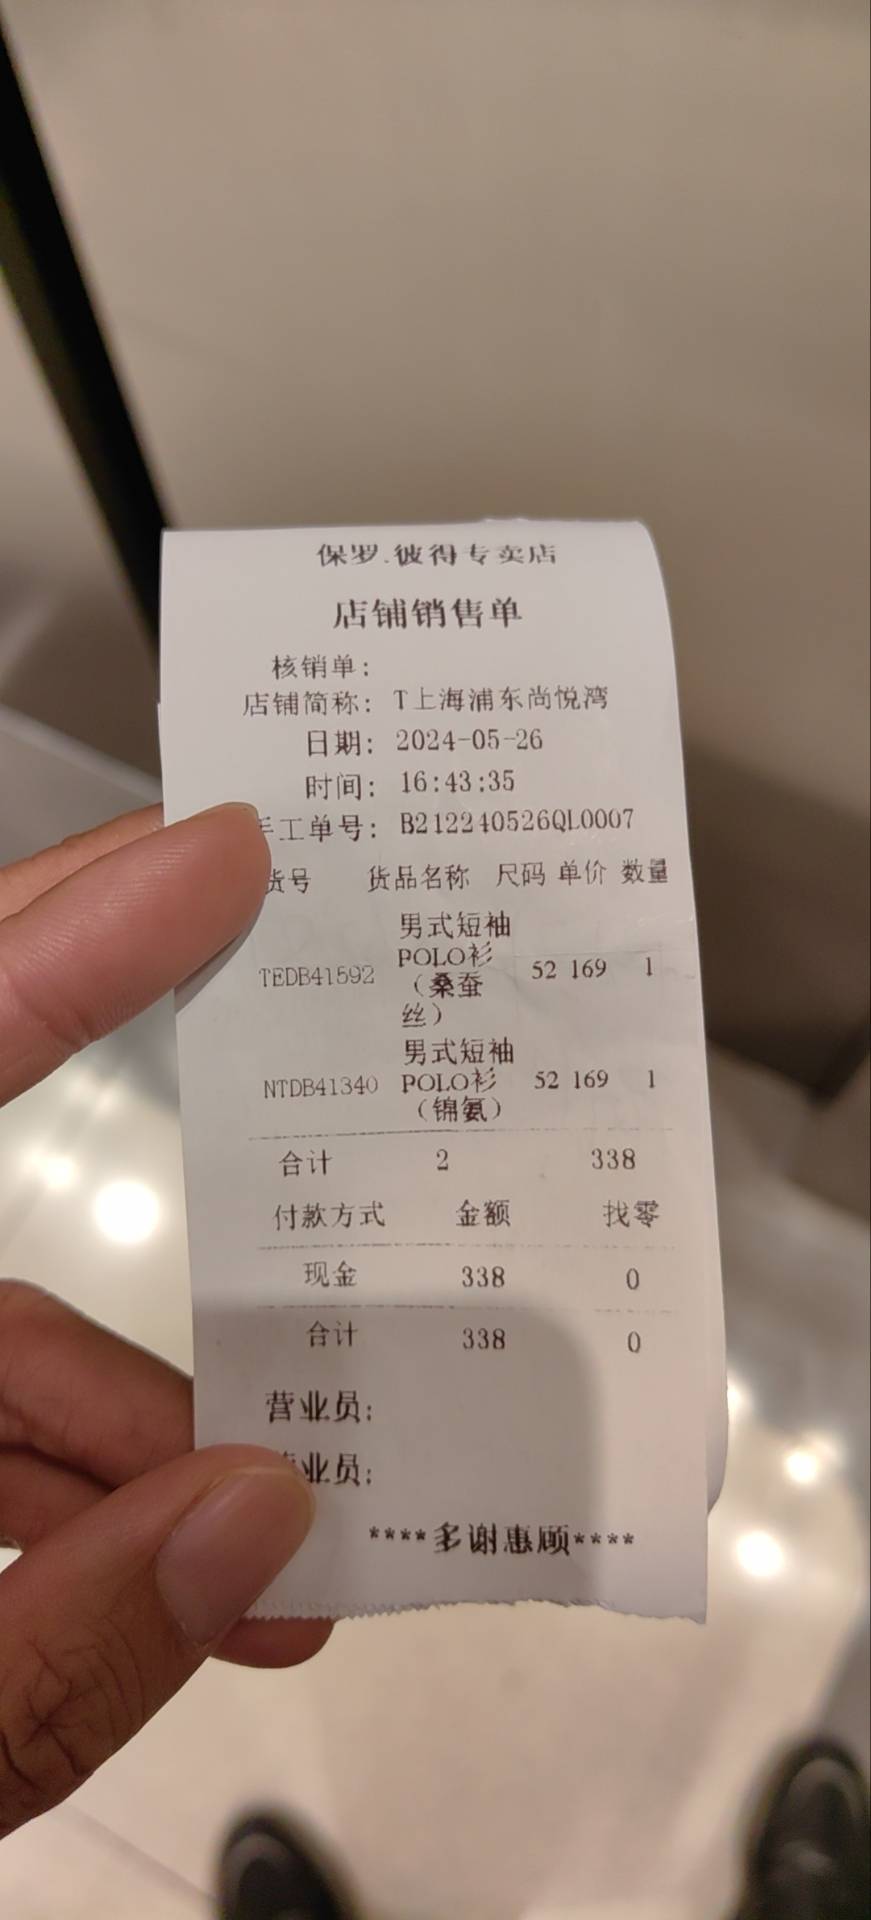 保罗.彼得专卖店
店铺销售单
核销单：
店铺简称： T上海浦东尚悦湾
日期： 2024-05-26
时间： 16:43:35
手工单号： B212240526QL0007
货号 货品名称 尺码 单价 数量
男式短袖
TEDB41592 POLO衫 52 169 1
（桑蚕
丝）
男式短袖
NTDB41340 POLO衫 52 169 1
（锦氨）
合计 2 338
付款方式 金额 找零
现金 338 0
合计 338 0
营业员：
营业员：
****多谢惠顾****